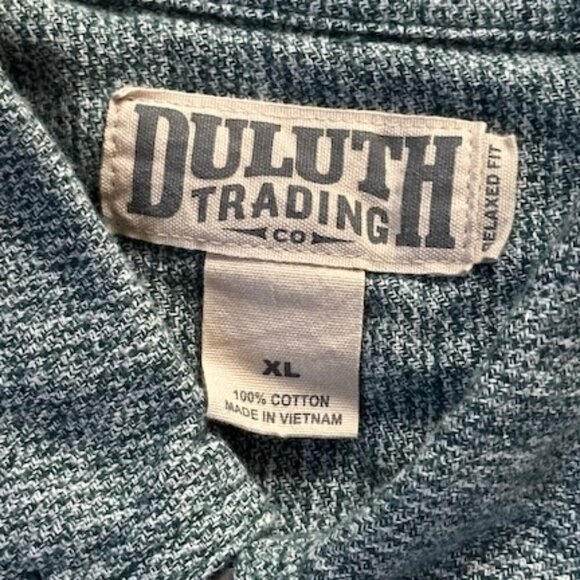 DULUTH
TRADING
CO
RELAXED FIT
XL
100% COTTON
MADE IN VIETNAM